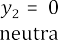 y₂ = 0
neutra